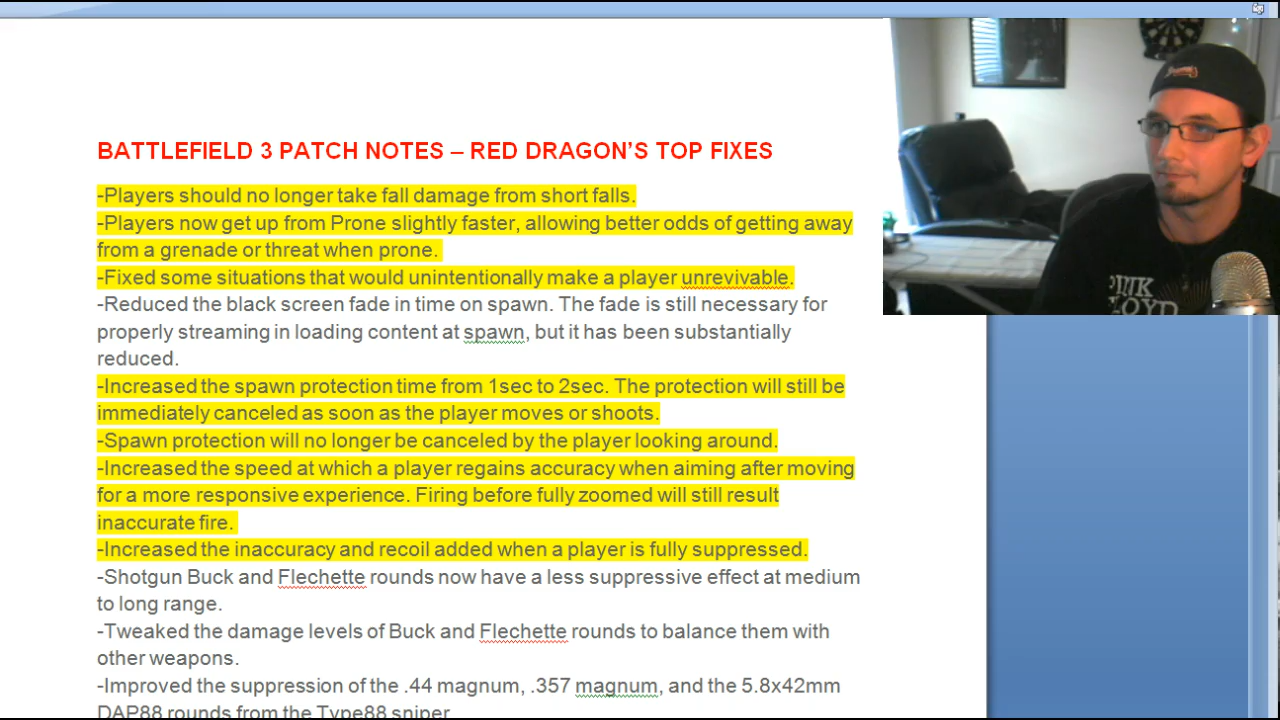 BATTLEFIELD 3 PATCH NOTES – RED DRAGON'S TOP FIXES
-Players should no longer take fall damage from short falls.
-Players now get up from Prone slightly faster, allowing better odds of getting away
from a grenade or threat when prone.
-Fixed some situations that would unintentionally make a player unrevivable.
-Reduced the black screen fade in time on spawn. The fade is still necessary for
properly streaming in loading content at spawn, but it has been substantially
reduced.
-Increased the spawn protection time from 1sec to 2sec. The protection will still be
immediately canceled as soon as the player moves or shoots.
-Spawn protection will no longer be canceled by the player looking around.
-Increased the speed at which a player regains accuracy when aiming after moving
for a more responsive experience. Firing before fully zoomed will still result
inaccurate fire.
-Increased the inaccuracy and recoil added when a player is fully suppressed.
-Shotgun Buck and Flechette rounds now have a less suppressive effect at medium
to long range.
-Tweaked the damage levels of Buck and Flechette rounds to balance them with
other weapons.
-Improved the suppression of the .44 magnum, .357 magnum, and the 5.8x42mm
DAP88 rounds from the Type88 sniper
PINK
FLOYD